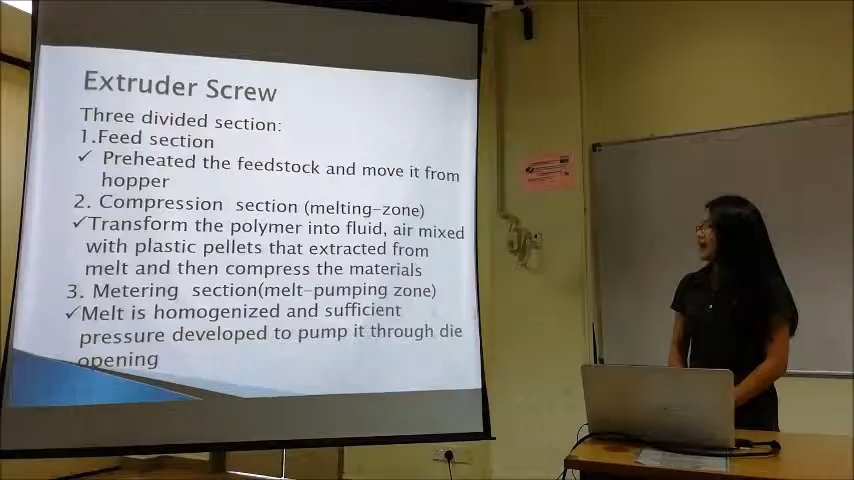 Extruder Screw
Three divided section:
1.Feed section
✓ Preheated the feedstock and move it from
hopper
2. Compression section (melting-zone)
✓Transform the polymer into fluid, air mixed
with plastic pellets that extracted from
melt and then compress the materials
3. Metering section(melt-pumping zone)
✓Melt is homogenized and sufficient
pressure developed to pump it through die
opening